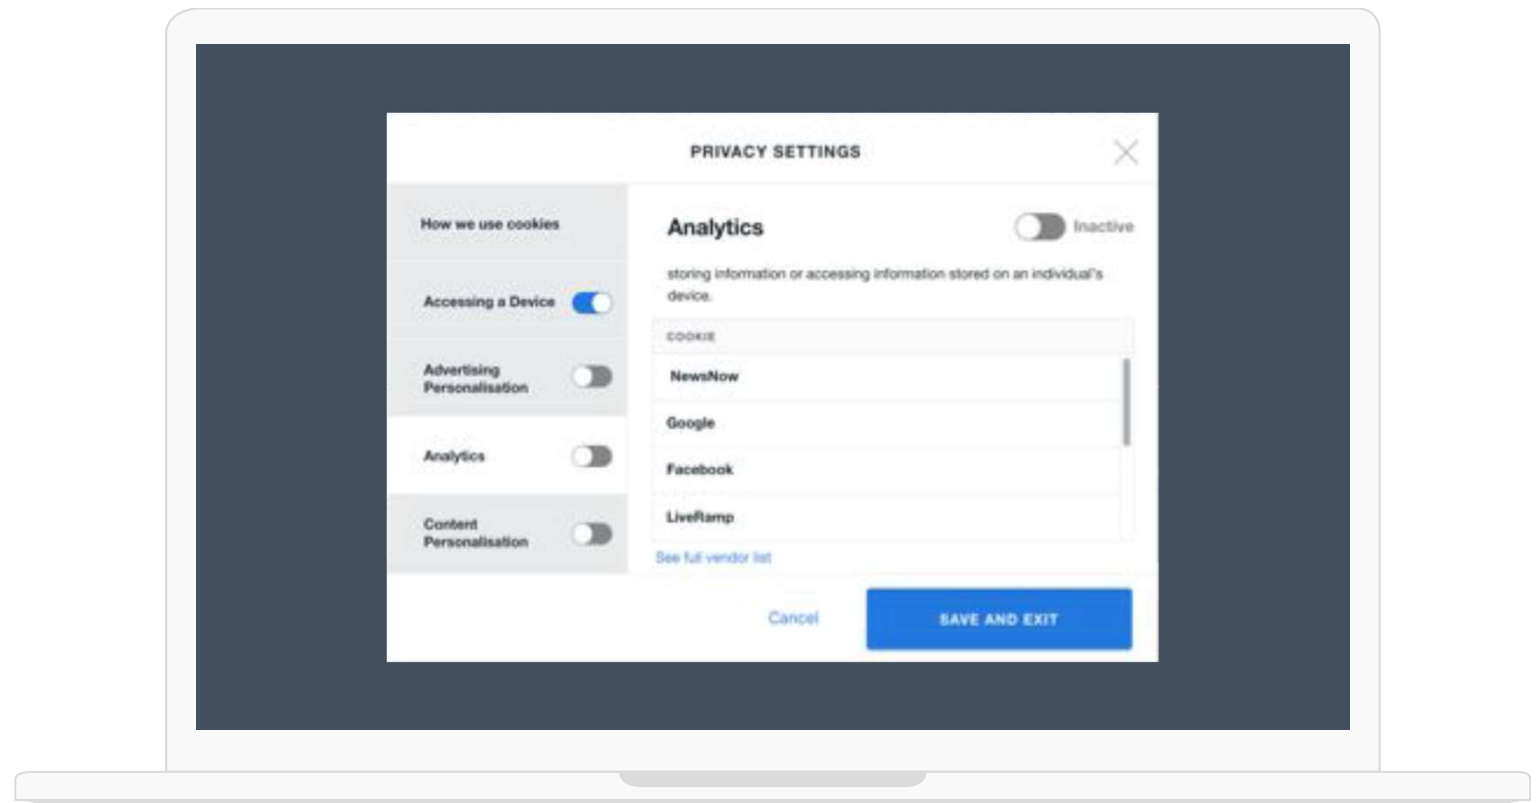 PRIVACY SETTINGS
How we use cookies
Accessing a Device
Advertising
Personalisation
Analytics
Content
Personalisation
Analytics
Inactive
storing information or accessing information stored on an individual's
device.
COOKIE
NewsNow
Google
Facebook
LiveRamp
See full vendor list
Cancel
SAVE AND EXIT